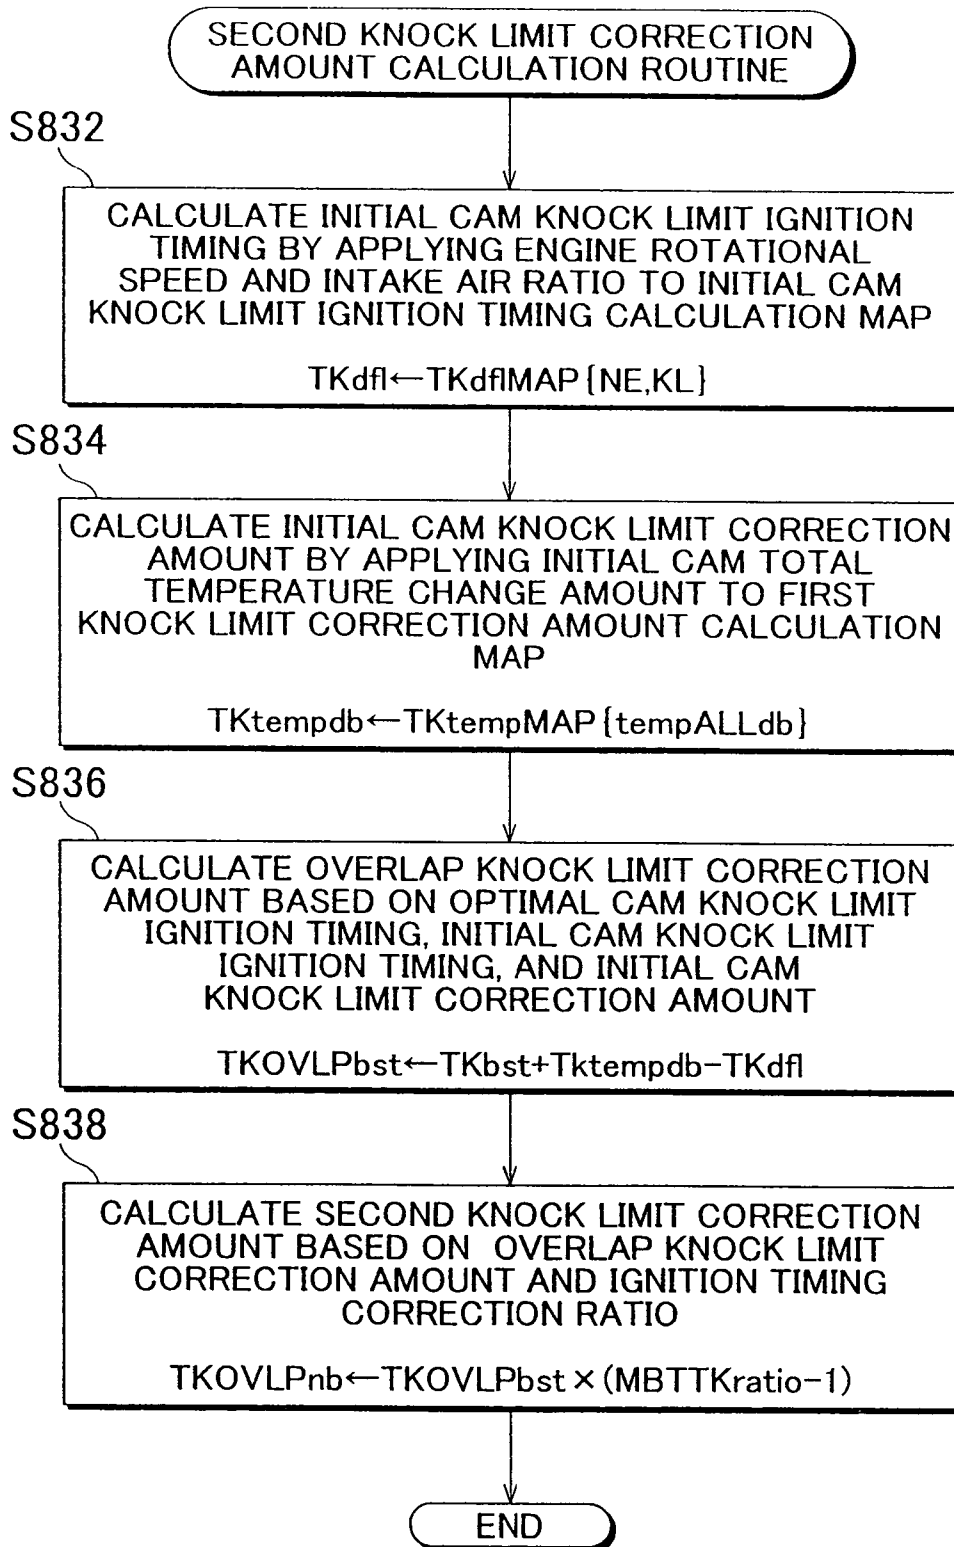 SECOND KNOCK LIMIT CORRECTION
AMOUNT CALCULATION ROUTINE
S832
CALCULATE INITIAL CAM KNOCK LIMIT IGNITION
TIMING BY APPLYING ENGINE ROTATIONAL
SPEED AND INTAKE AIR RATIO TO INITIAL CAM
KNOCK LIMIT IGNITION TIMING CALCULATION MAP
TKdfl←TKdflMAP{NE,KL}
S834
CALCULATE INITIAL CAM KNOCK LIMIT CORRECTION
AMOUNT BY APPLYING INITIAL CAM TOTAL
TEMPERATURE CHANGE AMOUNT TO FIRST
KNOCK LIMIT CORRECTION AMOUNT CALCULATION
MAP
TKtempdb←TKtempMAP{tempALLdb}
S836
CALCULATE OVERLAP KNOCK LIMIT CORRECTION
AMOUNT BASED ON OPTIMAL CAM KNOCK LIMIT
IGNITION TIMING, INITIAL CAM KNOCK LIMIT
IGNITION TIMING, AND INITIAL CAM
KNOCK LIMIT CORRECTION AMOUNT
TKOVLPbst←TKbst+Tktempdb−TKdfl
S838
CALCULATE SECOND KNOCK LIMIT CORRECTION
AMOUNT BASED ON OVERLAP KNOCK LIMIT
CORRECTION AMOUNT AND IGNITION TIMING
CORRECTION RATIO
TKOVLPnb←TKOVLPbst×(MBTTKratio−1)
END